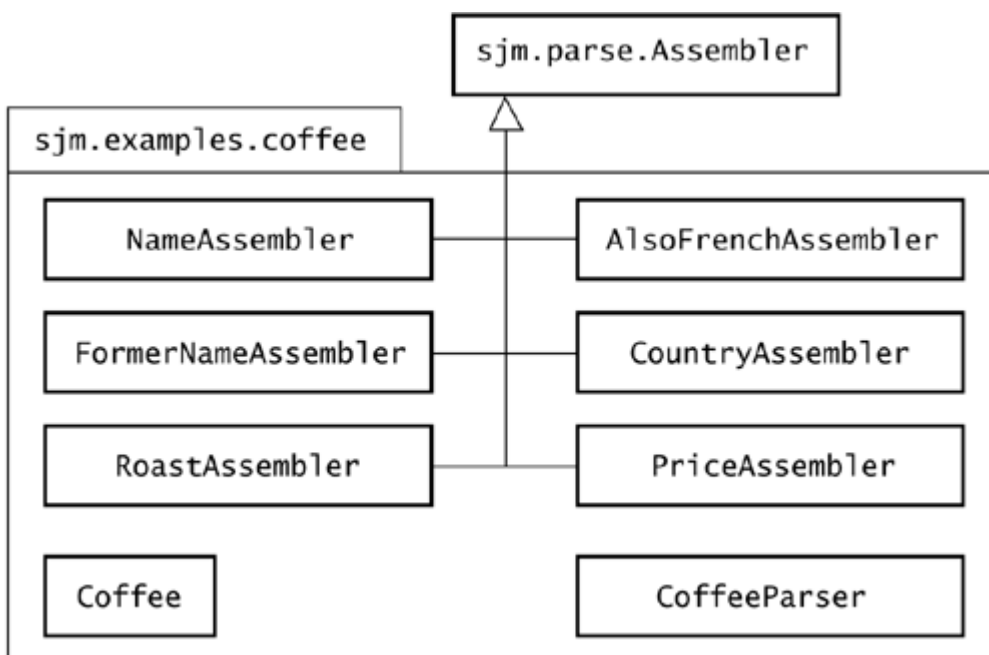 sjm.parse.Assembler
sjm.examples.coffee
NameAssembler
AlsoFrenchAssembler
FormerNameAssembler
CountryAssembler
RoastAssembler
PriceAssembler
Coffee
CoffeeParser